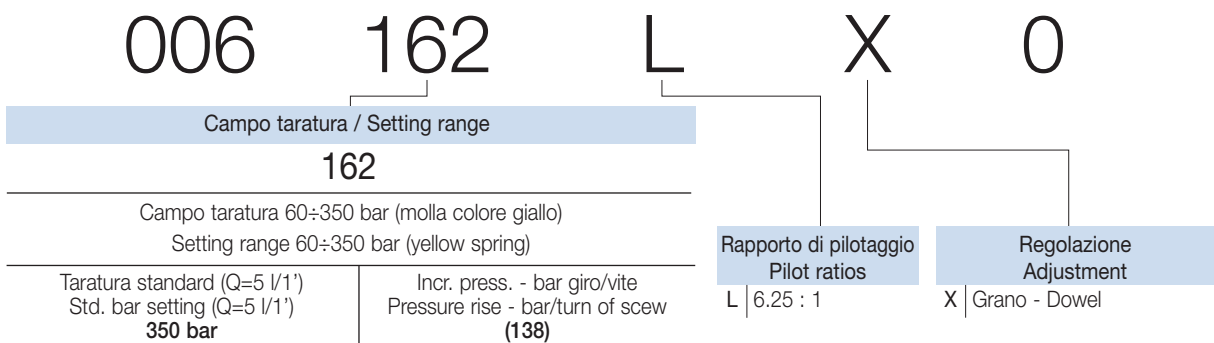 006 162 L X 0
Campo taratura / Setting range
162
Campo taratura 60÷350 bar (molla colore giallo)
Setting range 60÷350 bar (yellow spring)
Taratura standard (Q=5 l/1')
Std. bar setting (Q=5 l/1')
350 bar
Incr. press. - bar giro/vite
Pressure rise - bar/turn of scew
(138)
Rapporto di pilotaggio
Pilot ratios
L 6.25 : 1
Regolazione
Adjustment
X Grano - Dowel